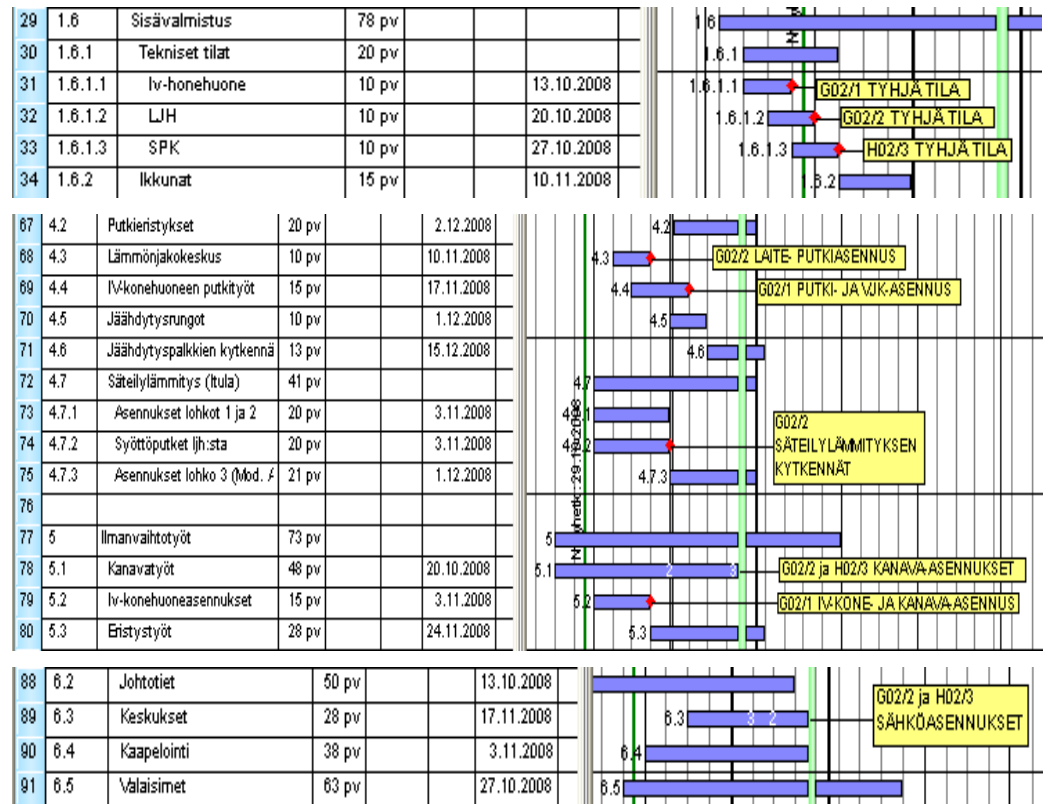 29 1.6 Sisävalmistus 78 pv 1.6
30 1.6.1 Tekniset tilat 20 pv 1.6.1
31 1.6.1.1 Iv-honehuone 10 pv 13.10.2008 1.6.1.1 G02/1 TYHJÄ TILA
32 1.6.1.2 LJH 10 pv 20.10.2008 1.6.1.2 G02/2 TYHJÄ TILA
33 1.6.1.3 SPK 10 pv 27.10.2008 1.6.1.3 H02/3 TYHJÄ TILA
34 1.6.2 Ikkunat 15 pv 10.11.2008 1.6.2
67 4.2 Putkieristykset 20 pv 2.12.2008 4.2
68 4.3 Lämmönjakokeskus 10 pv 10.11.2008 4.3 G02/2 LAITE- PUTKIASENNUS
69 4.4 IV-konehuoneen putkityöt 15 pv 17.11.2008 4.4 G02/1 PUTKI- JA VJK-ASENNUS
70 4.5 Jäähdytysrungot 10 pv 1.12.2008 4.5
71 4.6 Jäähdytyspalkkien kytkennä 13 pv 15.12.2008 4.6
72 4.7 Säteilylämmitys (Itula) 41 pv 4.7
73 4.7.1 Asennukset lohkot 1 ja 2 20 pv 3.11.2008 4.7.1
74 4.7.2 Syöttöputket ljh:sta 20 pv 3.11.2008 4.7.2
G02/2
SÄTEILYLÄMMITYKSEN
KYTKENNÄT
75 4.7.3 Asennukset lohko 3 (Mod. 21 pv 1.12.2008 4.7.3
76
29.10.2008
77 5 Ilmanvaihtotyöt 73 pv 5
78 5.1 Kanavatyöt 48 pv 20.10.2008 5.1 2 3 G02/2 ja H02/3 KANAVA-ASENNUKSET
79 5.2 Iv-konehuoneasennukset 15 pv 3.11.2008 5.2 G02/1 IV-KONE- JA KANAVA-ASENNUS
80 5.3 Eristystyöt 28 pv 24.11.2008 5.3
88 6.2 Johtotiet 50 pv 13.10.2008
89 6.3 Keskukset 28 pv 17.11.2008 6.3 3 2
G02/2 ja H02/3
SÄHKÖASENNUKSET
90 6.4 Kaapelointi 38 pv 3.11.2008 6.4
91 6.5 Valaisimet 63 pv 27.10.2008 6.5